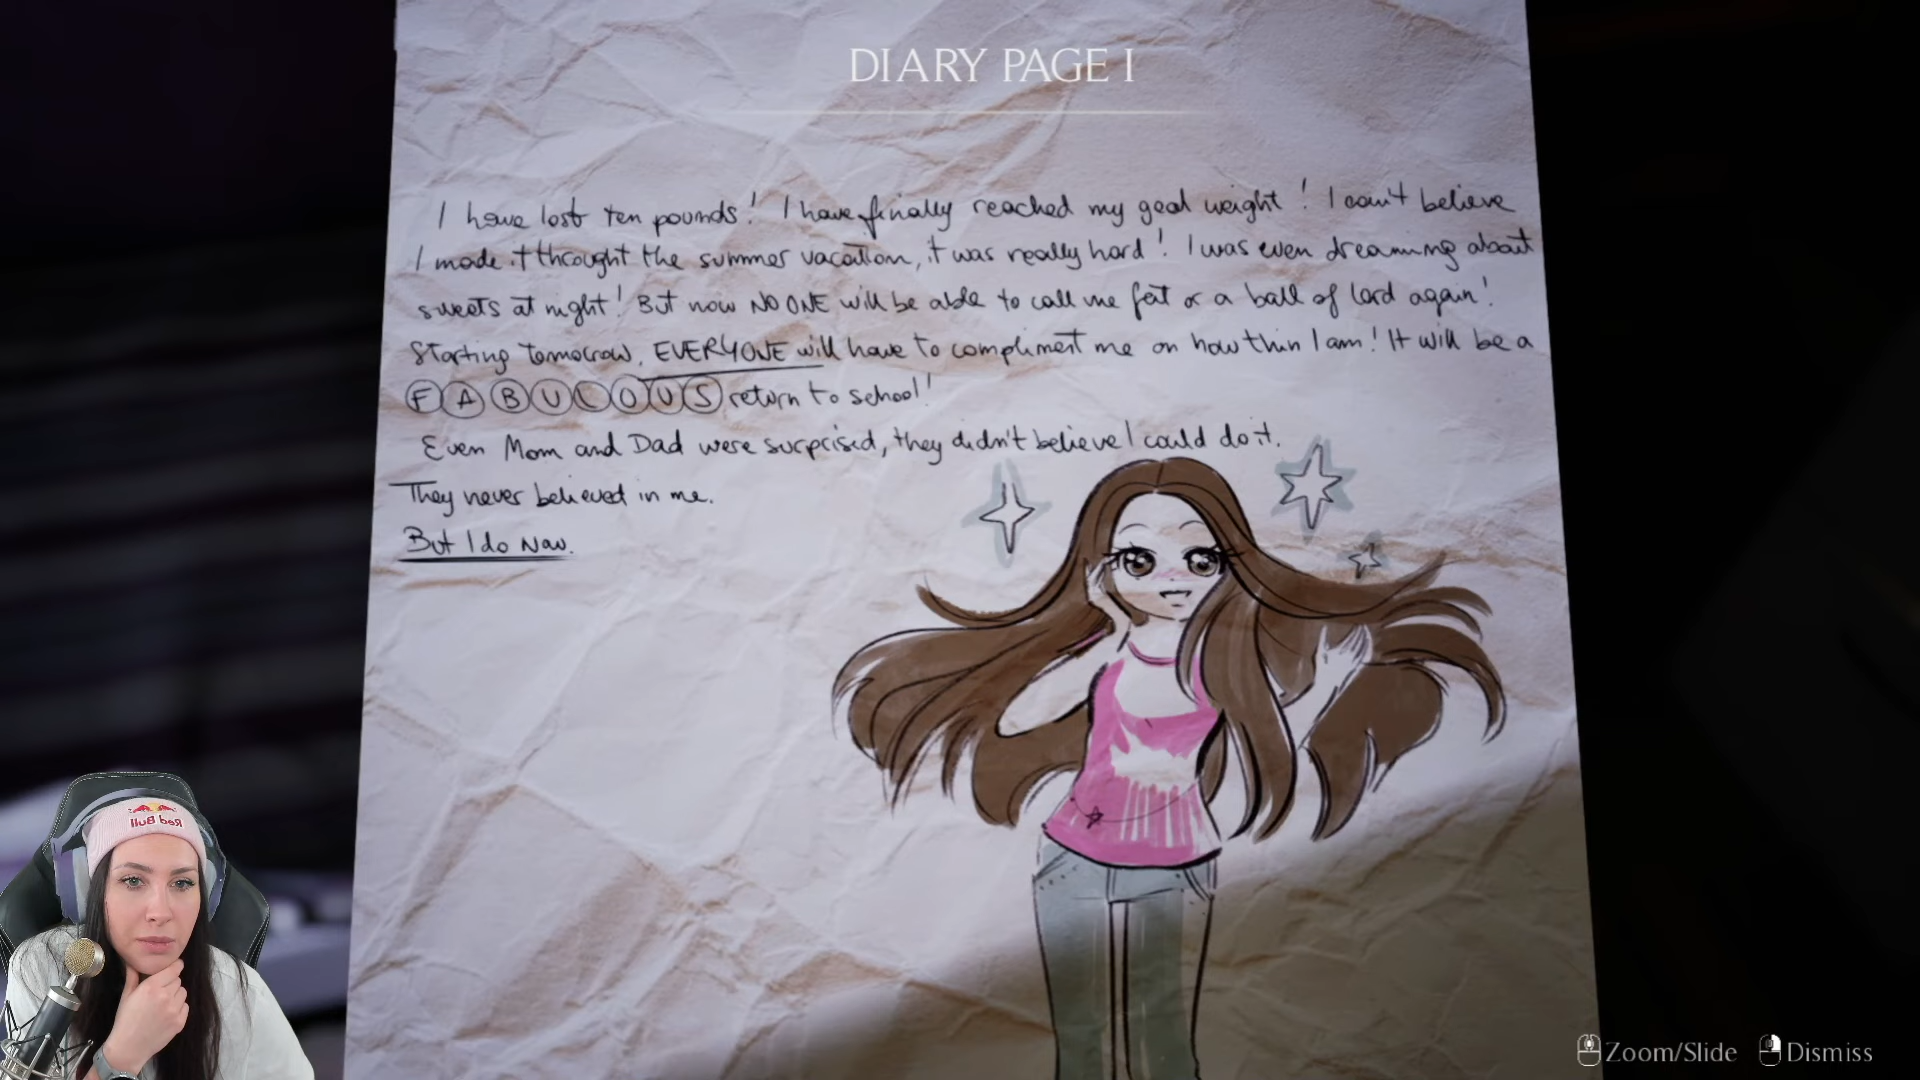 DIARY PAGE I
I have lost ten pounds! I have finally reached my goal weight! I can't believe
I made it throught the summer vacation, it was really hard! I was even dreaming about
sweets at night! But now NO ONE will be able to call me fat or a ball of lard again!
Starting tomorrow, EVERYONE will have to compliment me on how thin I am! It will be a
FABULOUS return to school!
Even Mom and Dad were surprised, they didn't believe I could do it.
They never believed in me.
But I do Now.
Red Bull
Zoom/Slide Dismiss